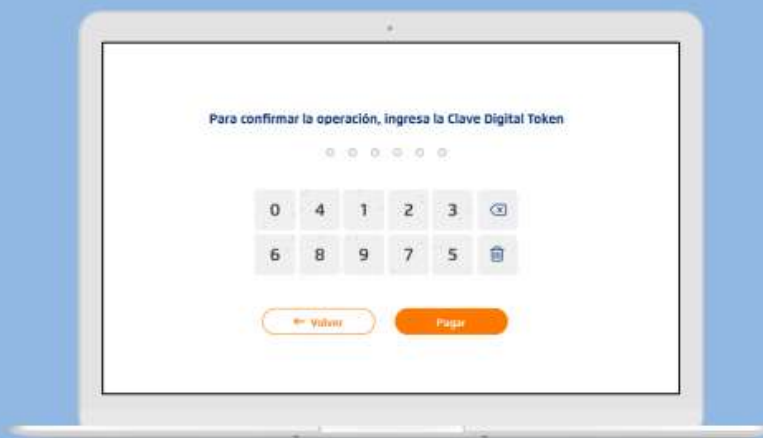 Para confirmar la operación, ingresa la Clave Digital Token
0 4 1 2 3
6 8 9 7 5
← Volver Pagar